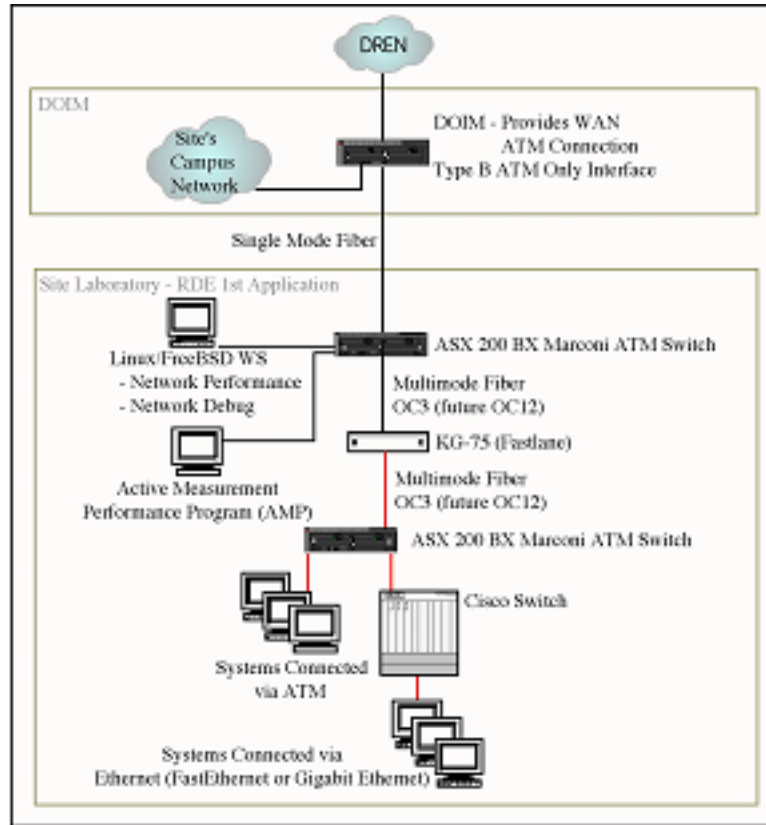 DREN
DOIM
DOIM - Provides WAN
ATM Connection
Type B ATM Only Interface
Site's
Campus
Network
Single Mode Fiber
Site Laboratory - RDE 1st Application
Linux/FreeBSD WS
- Network Performance
- Network Debug
ASX 200 BX Marconi ATM Switch
Multimode Fiber
OC3 (future OC12)
KG-75 (Fastlane)
Active Measurement
Performance Program (AMP)
Multimode Fiber
OC3 (future OC12)
ASX 200 BX Marconi ATM Switch
Cisco Switch
Systems Connected
via ATM
Systems Connected via
Ethernet (FastEthernet or Gigabit Ethernet)